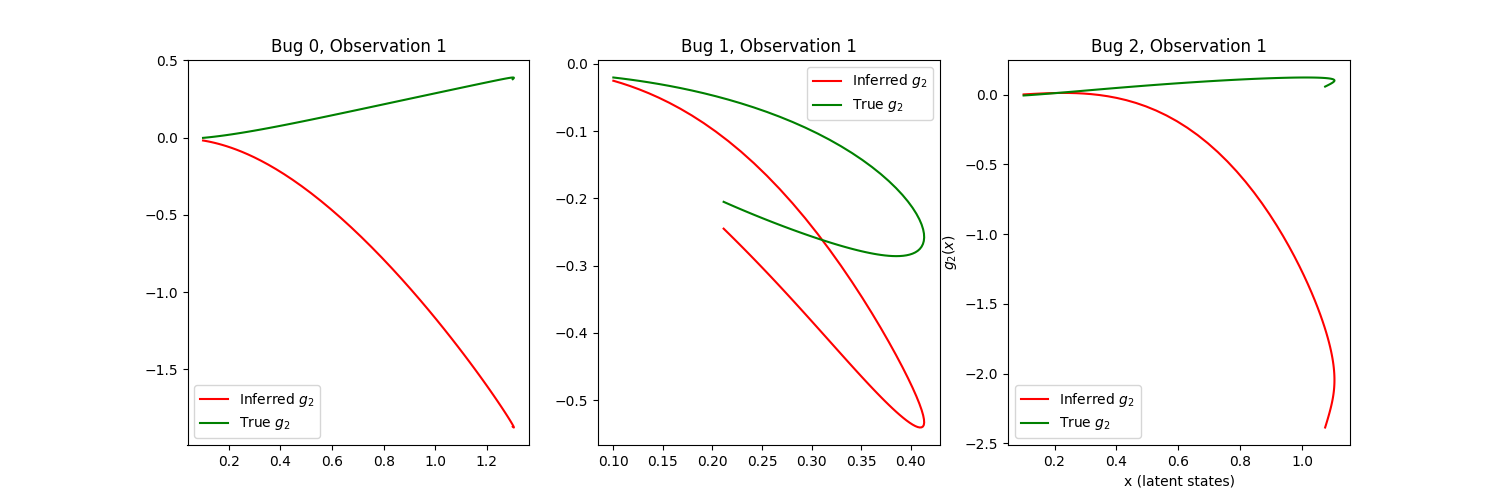 Bug 0, Observation 1
0.5
0.0
−0.5
−1.0
−1.5
0.2 0.4 0.6 0.8 1.0 1.2
Inferred g₂
True g₂
Bug 1, Observation 1
0.0
−0.1
−0.2
−0.3
−0.4
−0.5
0.10 0.15 0.20 0.25 0.30 0.35 0.40
Inferred g₂
True g₂
Bug 2, Observation 1
g₂(x)
0.0
−0.5
−1.0
−1.5
−2.0
−2.5
0.2 0.4 0.6 0.8 1.0
x (latent states)
Inferred g₂
True g₂